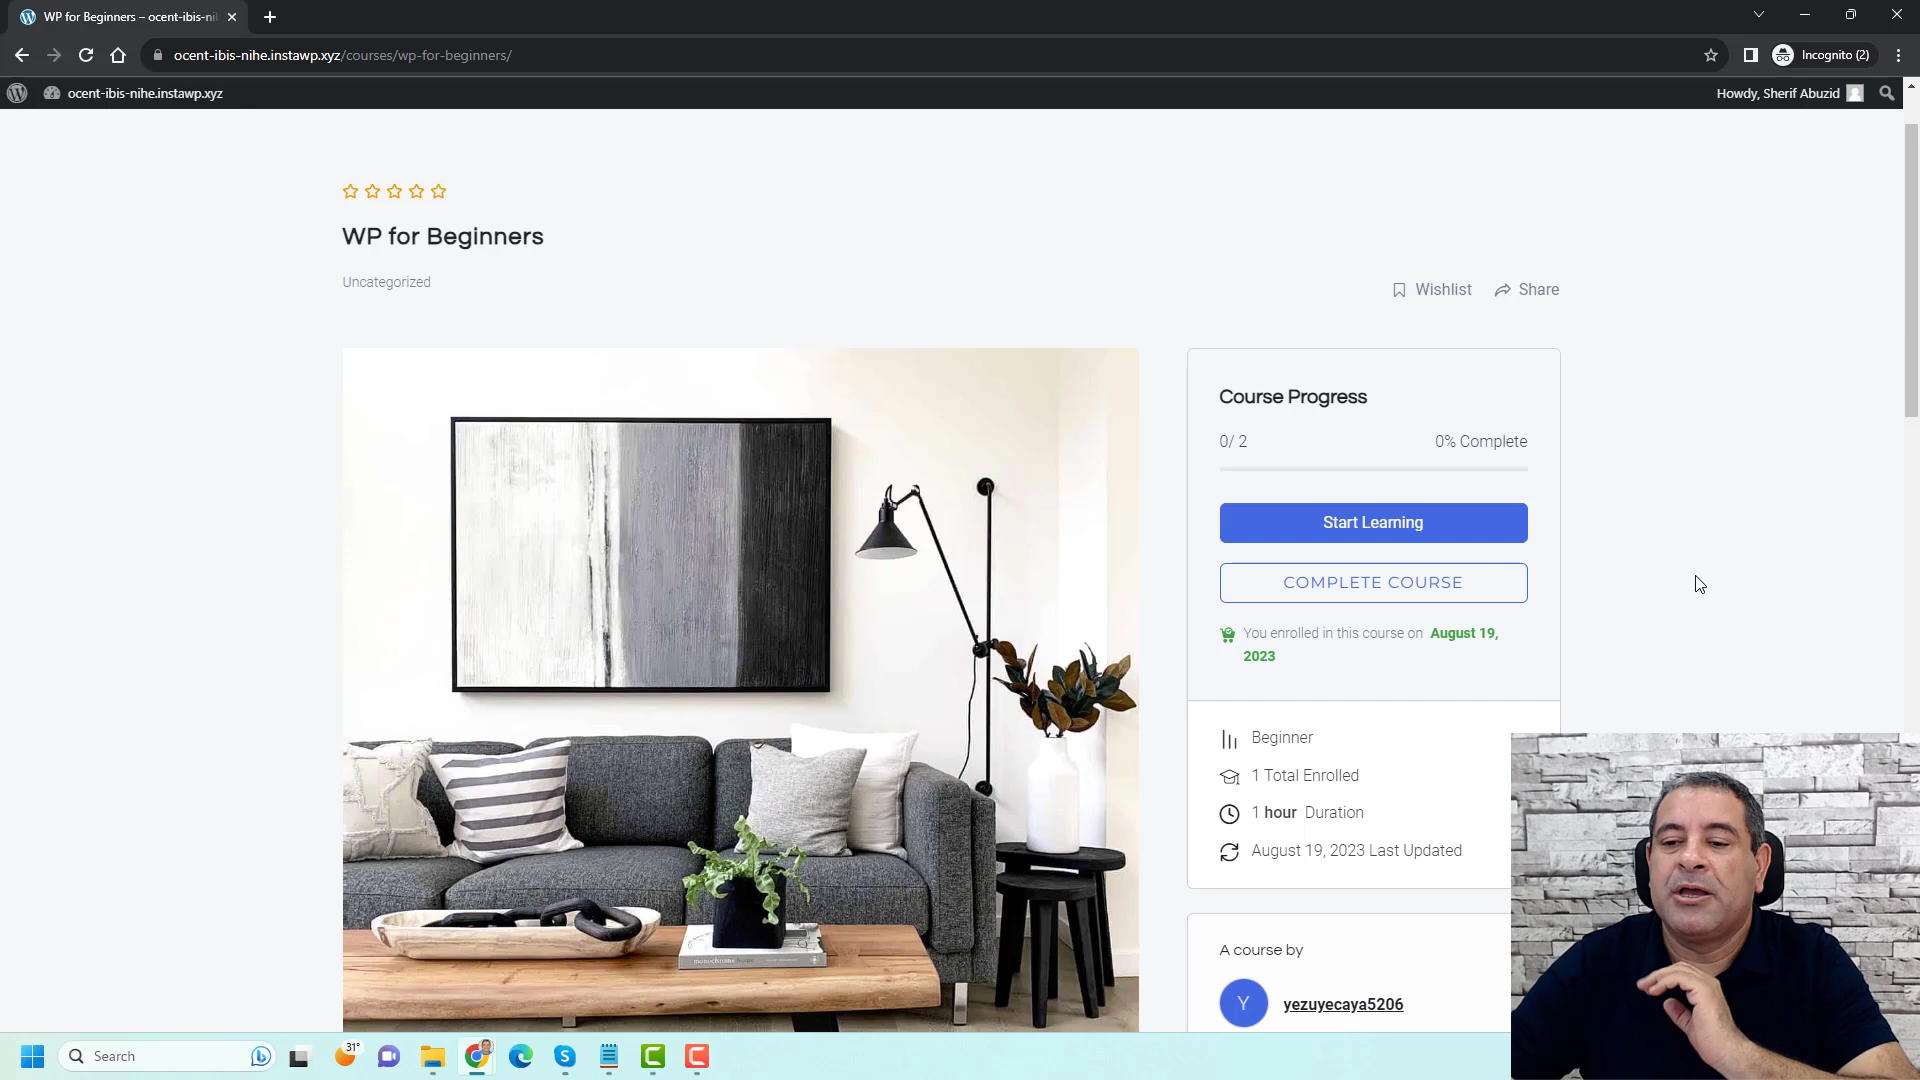 WP for Beginners – ocent-ibis-nih
ocent-ibis-nihe.instawp.xyz/courses/wp-for-beginners/
Incognito (2)
ocent-ibis-nihe.instawp.xyz
Howdy, Sherif Abuzid
WP for Beginners
Uncategorized
Wishlist
Share
Course Progress
0/ 2
0% Complete
Start Learning
COMPLETE COURSE
You enrolled in this course on August 19,
2023
Beginner
1 Total Enrolled
1 hour Duration
August 19, 2023 Last Updated
A course by
Y
yezuyecaya5206
monochrome home
Search
31°